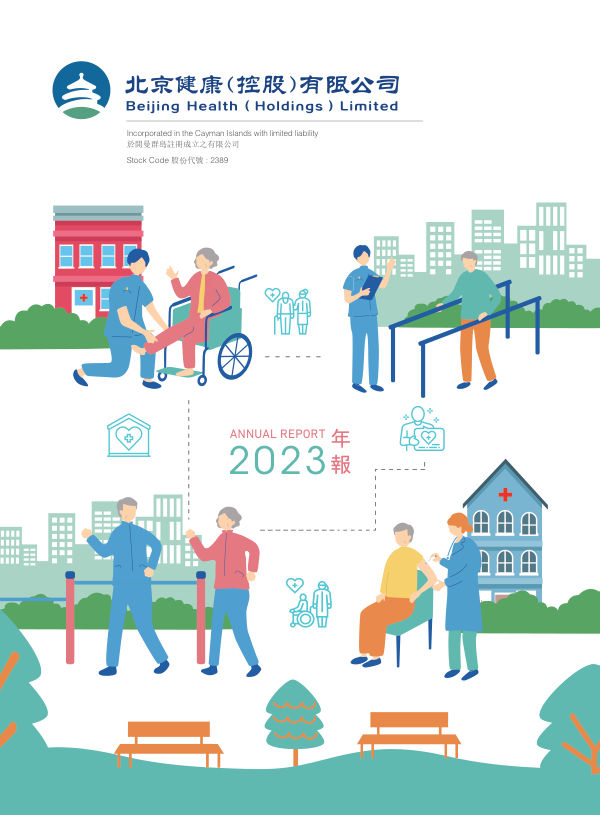 北京健康(控股)有限公司
Beijing Health (Holdings) Limited
Incorporated in the Cayman Islands with limited liability
於開曼群島註冊成立之有限公司
Stock Code 股份代號 : 2389
ANNUAL REPORT 年報
2023